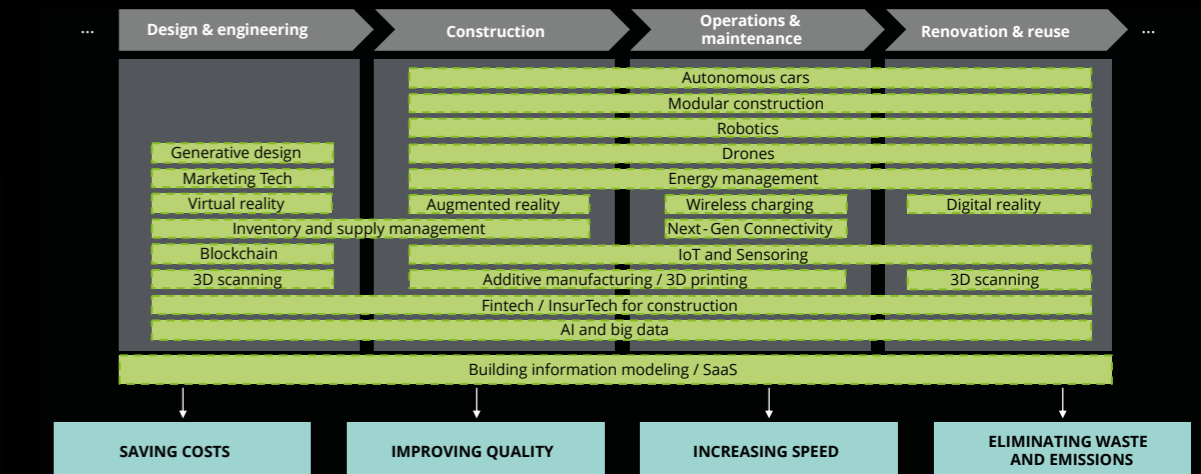 ...
Design & engineering
Construction
Operations &
maintenance
Renovation & reuse
...
Autonomous cars
Modular construction
Robotics
Generative design
Drones
Marketing Tech
Energy management
Virtual reality
Augmented reality
Wireless charging
Digital reality
Inventory and supply management
Next-Gen Connectivity
Blockchain
IoT and Sensoring
3D scanning
Additive manufacturing / 3D printing
3D scanning
Fintech / InsurTech for construction
AI and big data
Building information modeling / SaaS
SAVING COSTS
IMPROVING QUALITY
INCREASING SPEED
ELIMINATING WASTE
AND EMISSIONS